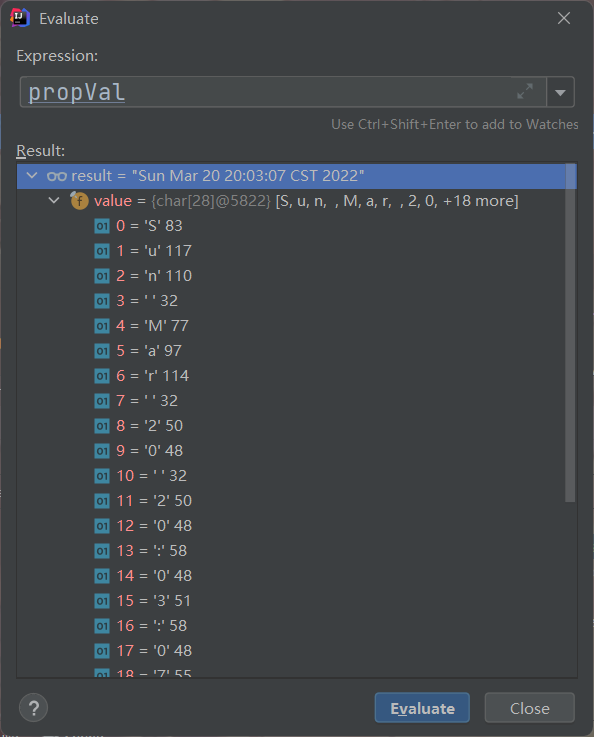 Evaluate
Expression:
propVal
Use Ctrl+Shift+Enter to add to Watches
Result:
result = "Sun Mar 20 20:03:07 CST 2022"
value = {char[28]@5822} [S, u, n,  , M, a, r,  , 2, 0, +18 more]
01 0 = 'S' 83
01 1 = 'u' 117
01 2 = 'n' 110
01 3 = ' ' 32
01 4 = 'M' 77
01 5 = 'a' 97
01 6 = 'r' 114
01 7 = ' ' 32
01 8 = '2' 50
01 9 = '0' 48
01 10 = ' ' 32
01 11 = '2' 50
01 12 = '0' 48
01 13 = ':' 58
01 14 = '0' 48
01 15 = '3' 51
01 16 = ':' 58
01 17 = '0' 48
01 18 = '7' 55
? Evaluate Close